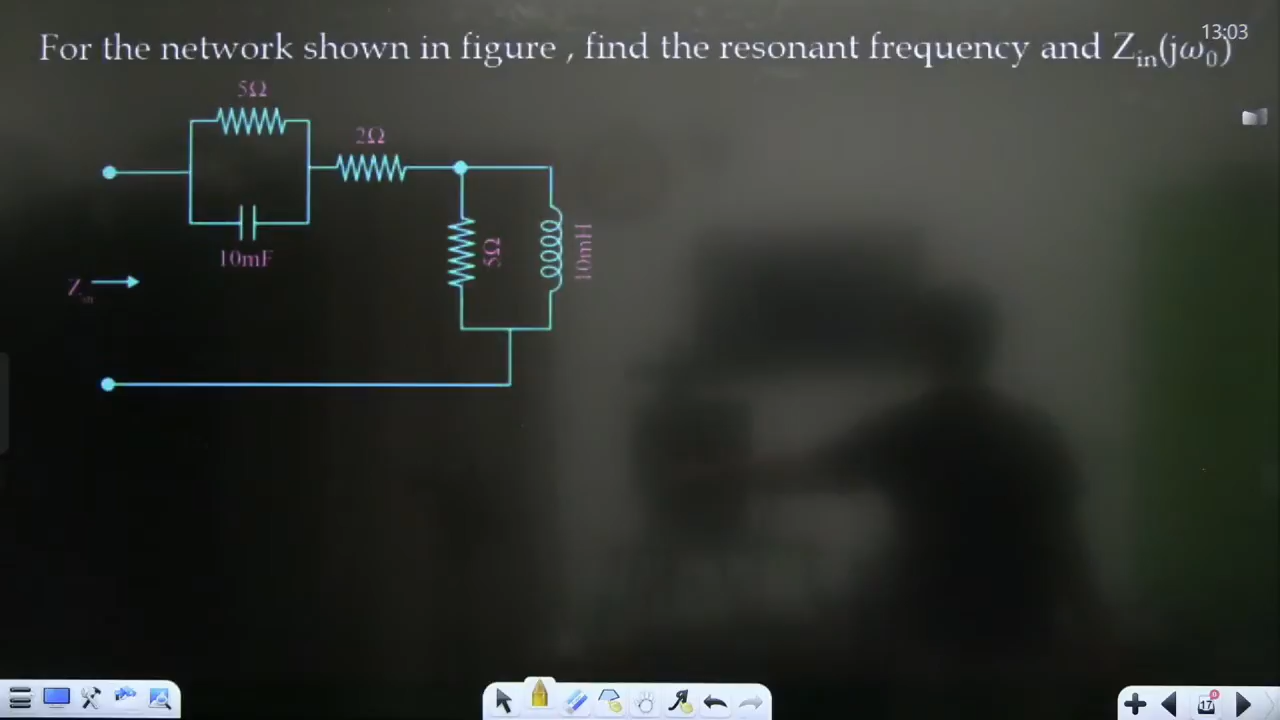 13:03
For the network shown in figure , find the resonant frequency and Zin(jω0)
5Ω
2Ω
10mF
5Ω
10mH
Zin
17